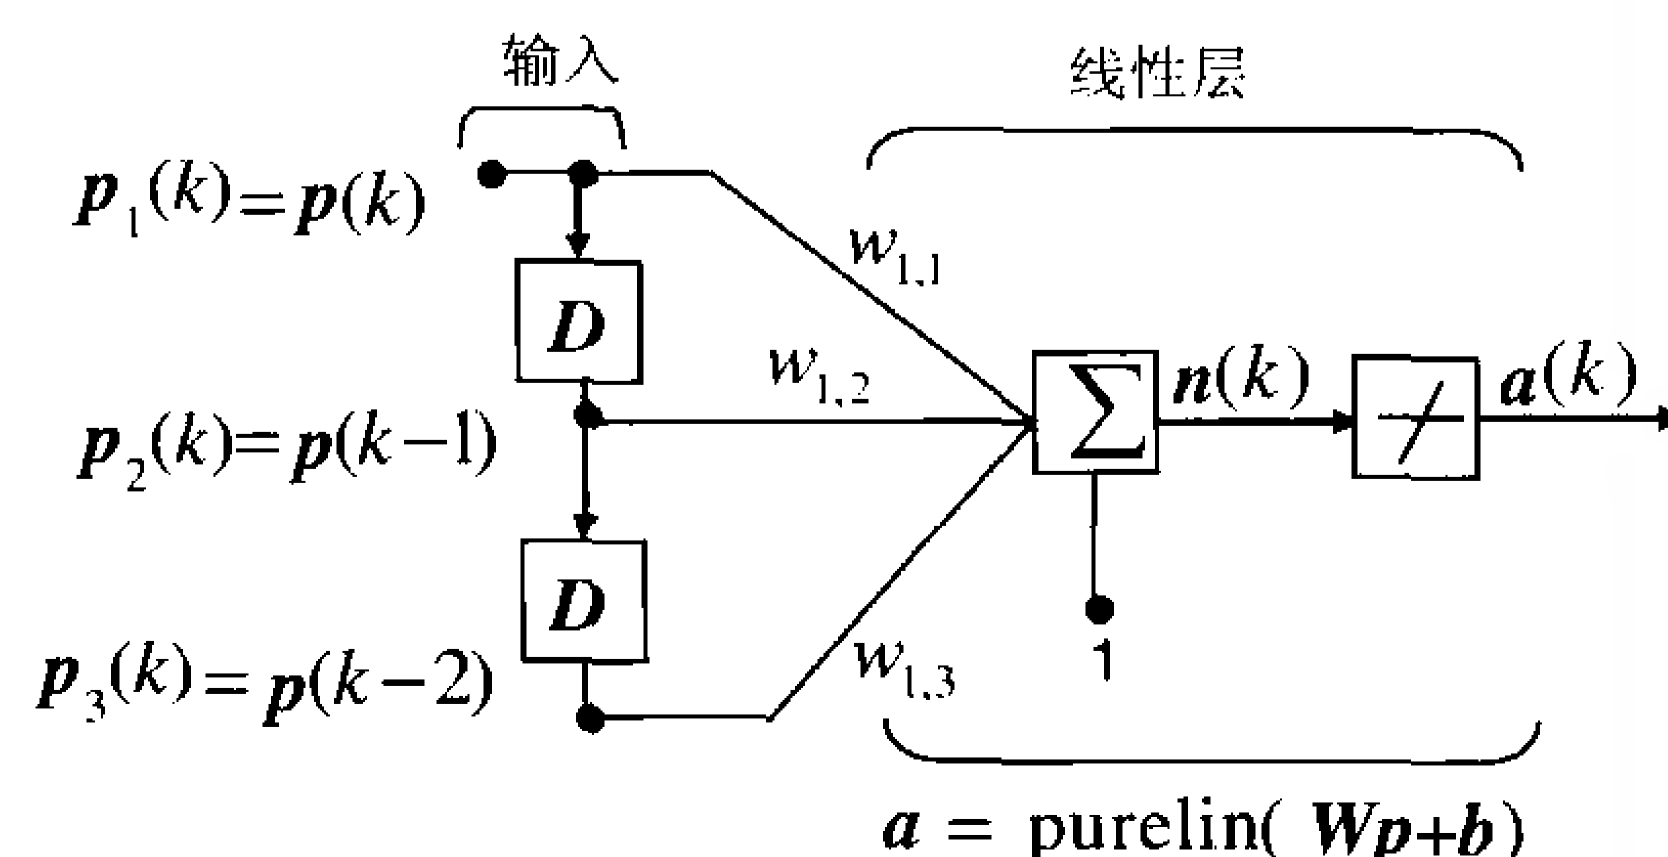 输入
线性层
p₁(k)=p(k)
w₁,₁
D
w₁,₂
Σ
n(k)
a(k)
p₂(k)=p(k−1)
D
1
w₁,₃
p₃(k)=p(k−2)
a = purelin( Wp+b)